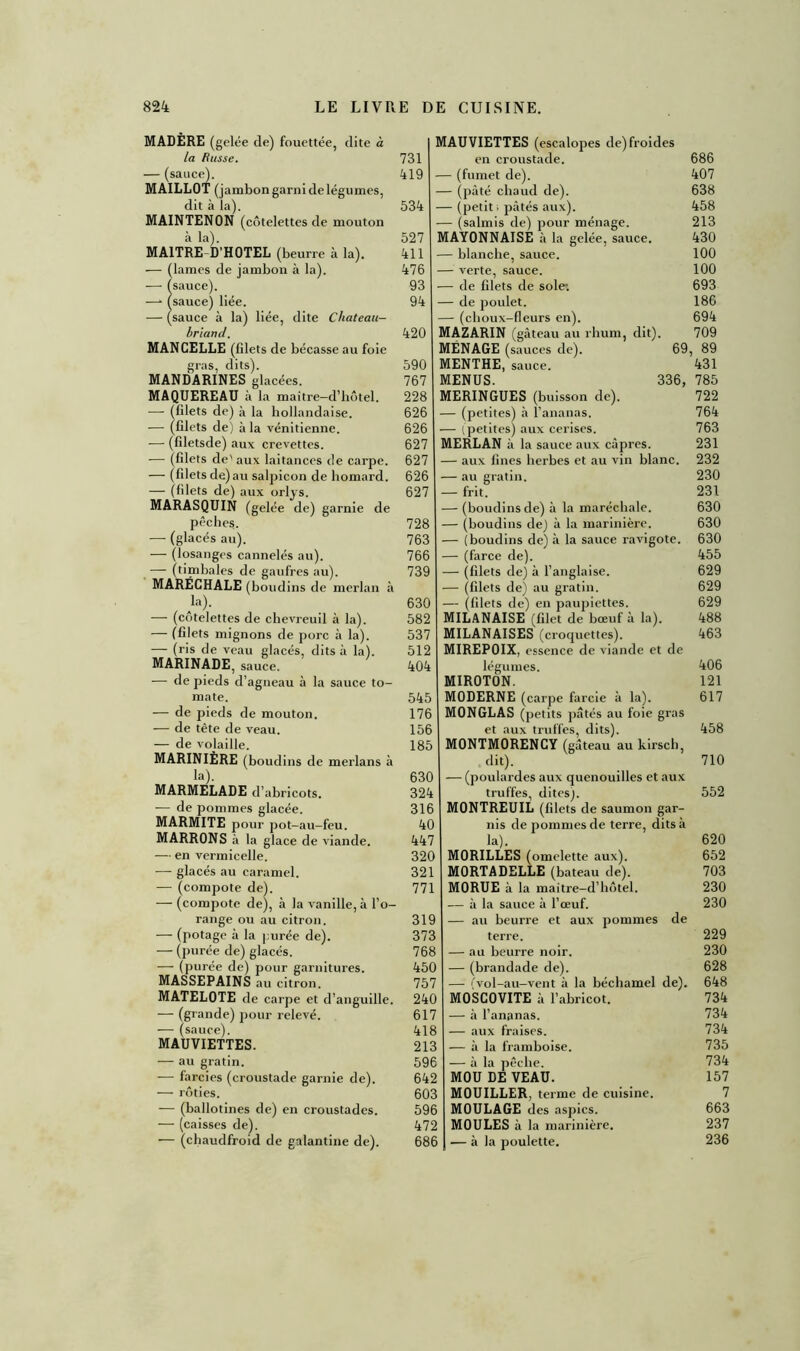 824 LE LIVRE DE CUISINE.
MADÈRE (gelée de) fouettée, dite à
la Russe. 731
— (sauce). 419
MAILLOT (jambon garni de légumes,
dit à la). 534
MAINTENON (côtelettes de mouton
à la). 527
MAITRE-D'HOTEL (beurre à la). 411
— (lames de jambon à la). 476
— (sauce). 93
— (sauce) liée. 94
— (sauce à la) liée, dite Chateau-
briand. 420
MANCELLE (filets de bécasse au foie
gras, dits). 590
MANDARINES glacées. 767
MAQUEREAU à la maitre-d'hôtel. 228
— (filets de) à la hollandaise. 626
— (filets de) à la vénitienne. 626
— (filets de) aux crevettes. 627
— (filets de) aux laitances de carpe. 627
— (filets de) au salpicon de homard. 626
— (filets de) aux orlys. 627
MARASQUIN (gelée de) garnie de
pêches. 728
— (glacés au). 763
— (losanges cannelés au). 766
— (timbales de gaufres au). 739
MARÉCHALE (boudins de merlan à
la). 630
— (côtelettes de chevreuil à la). 582
— (filets mignons de porc à la). 537
— (ris de veau glacés, dits à la). 512
MARINADE, sauce. 404
— de pieds d'agneau à la sauce to-
mate. 545
— de pieds de mouton. 176
— de tête de veau. 156
— de volaille. 185
MARINIÈRE (boudins de merlans à
la). 630
MARMELADE d'abricots. 324
— de pommes glacée. 316
MARMITE pour pot-au-feu. 40
MARRONS à la glace de viande. 447
— en vermicelle. 320
— glacés au caramel. 321
— (compote de). 771
— (compote de), à la vanille, à l'o-
range ou au citron. 319
— (potage à la purée de). 373
— (purée de) glacés. 768
— (purée de) pour garnitures. 450
MASSEPAINS au citron. 757
MATELOTE de carpe et d'anguille. 240
— (grande) pour relevé. 617
— (sauce). 418
MAUVIETTES. 213
— au gratin. 596
— farcies (croustade garnie de). 642
— rôties. 603
— (ballotines de) en croustades. 596
— (caisses de). 472
— (chaudfroid de galantine de). 686
MAUVIETTES (escalopes de) froides
en croustade. 686
— (fumet de). 407
— (pâté chaud de). 638
— (petits pâtés aux). 458
— (salmis de) pour ménage. 213
MAYONNAISE à la gelée, sauce. 430
— blanche, sauce. 100
— verte, sauce. 100
— de filets de soles. 693
— de poulet. 186
— (choux-fleurs en). 694
MAZARIN (gâteau au rhum, dit). 709
MÉNAGE (sauces de). 69, 89
MENTHE, sauce. 431
MENUS. 336, 785
MERINGUES (buisson de). 722
— (petites) à l'ananas. 764
— (petites) aux cerises. 763
MERLAN à la sauce aux câpres. 231
— aux fines herbes et au vin blanc. 232
— au gratin. 230
— frit. 231
— (boudins de) à la maréchale. 630
— (boudins de) à la marinière. 630
— (boudins de) à la sauce ravigote. 630
— (farce de). 455
— (filets de) à l'anglaise. 629
— (filets de) au gratin. 629
— (filets de) en paupiettes. 629
MILANAISE (filet de bœuf à la). 488
MILANAISES (croquettes). 463
MIREPOIX, essence de viande et de
légumes. 406
MIROTON. 121
MODERNE (carpe farcie à la). 617
MONGLAS (petits pâtés au foie gras
et aux truffes, dits). 458
MONTMORENCY (gâteau au kirsch,
dit). 710
— (poulardes aux quenouilles et aux
truffes, dites). 552
MONTREUIL (filets de saumon gar-
nis de pommes de terre, dits à
la). 620
MORILLES (omelette aux). 652
MORTADELLE (bateau de). 703
MORUE à la maitre-d'hôtel. 230
— à la sauce à l'œuf. 230
— au beurre et aux pommes de
terre. 229
— au beurre noir. 230
— (brandade de). 628
— (vol-au-vent à la béchamel de). 648
MOSCOVITE à l'abricot. 734
— à l'ananas. 734
— aux fraises. 734
— à la framboise. 735
— à la pêche. 734
MOU DE VEAU. 157
MOUILLER, terme de cuisine. 7
MOULAGE des aspics. 663
MOULES à la marinière. 237
— à la poulette. 236